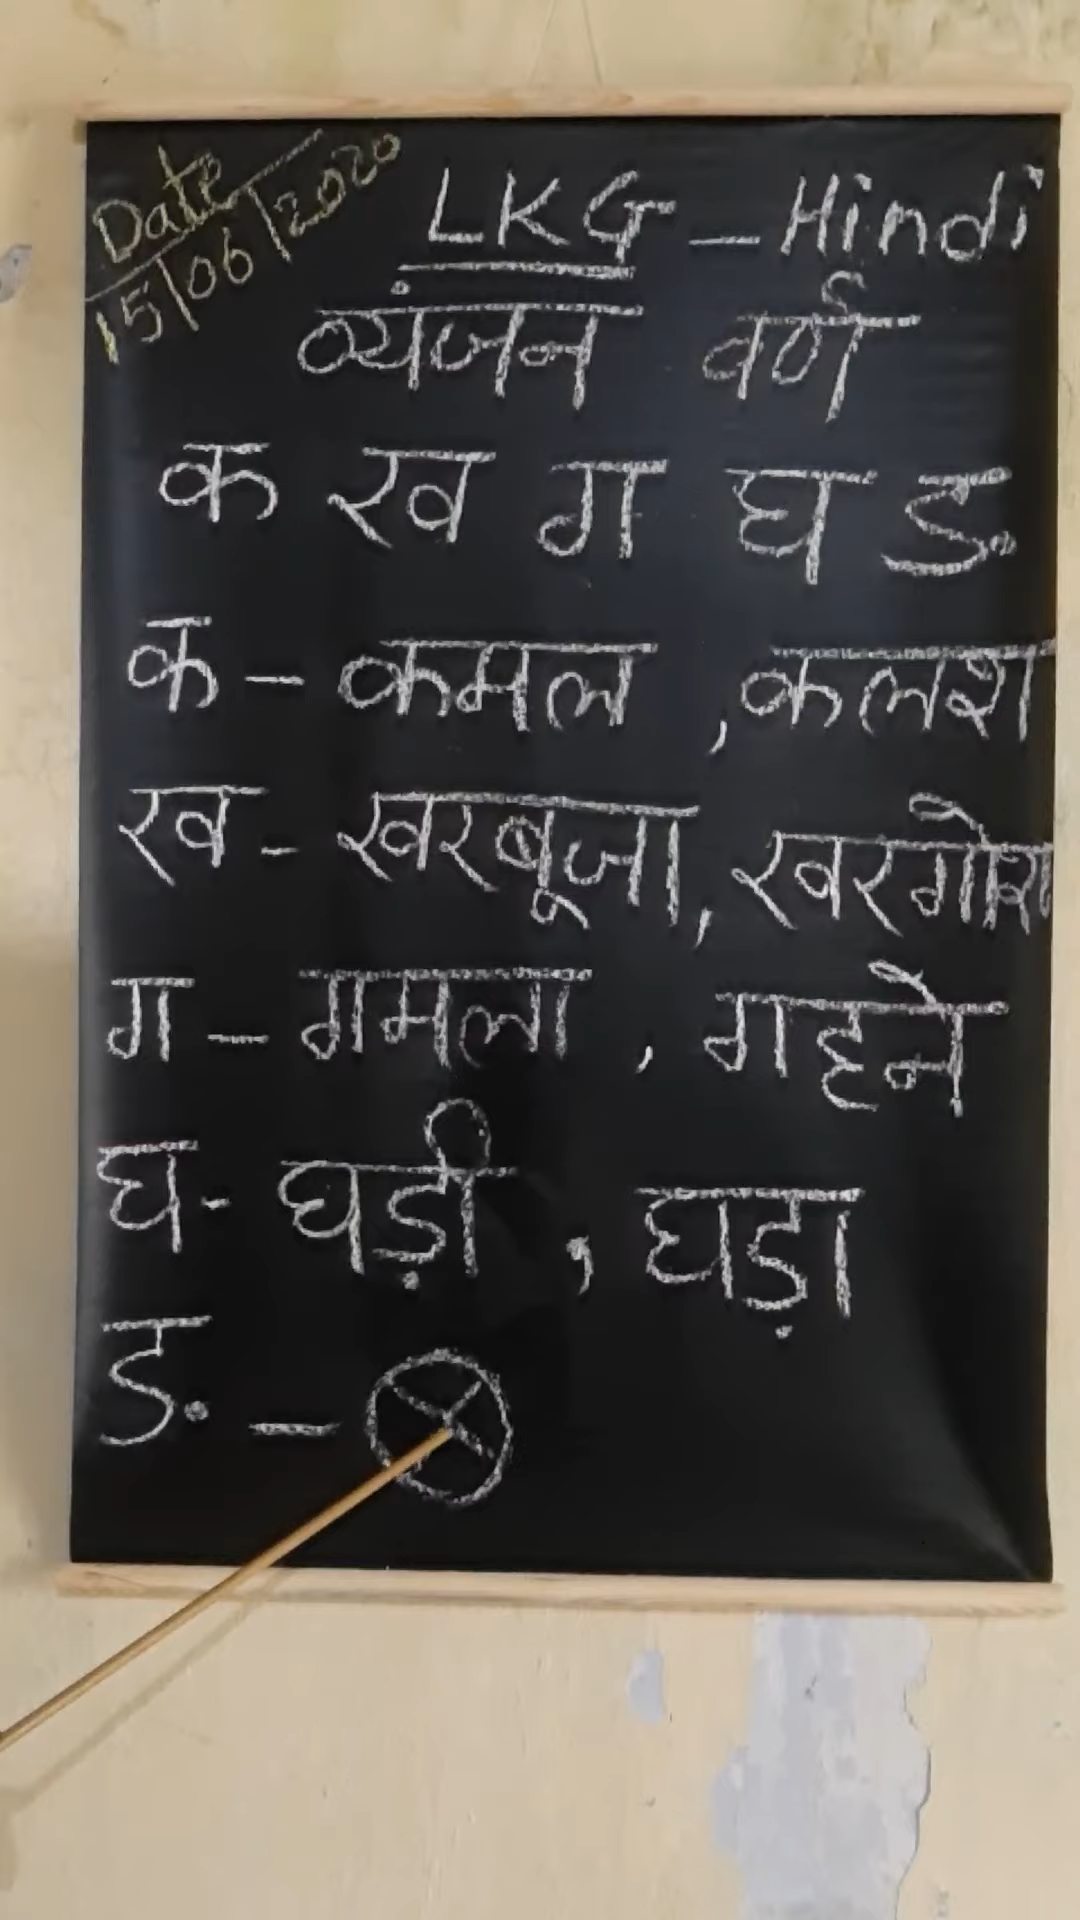 Date
15/06/2020
LKG - Hindi
व्यंजन वर्ण
क ख ग घ ङ
क - कमल , कलश
ख - खरबूजा, खरगोश
ग - गमला , गहने
घ - घड़ी , घड़ा
ङ -